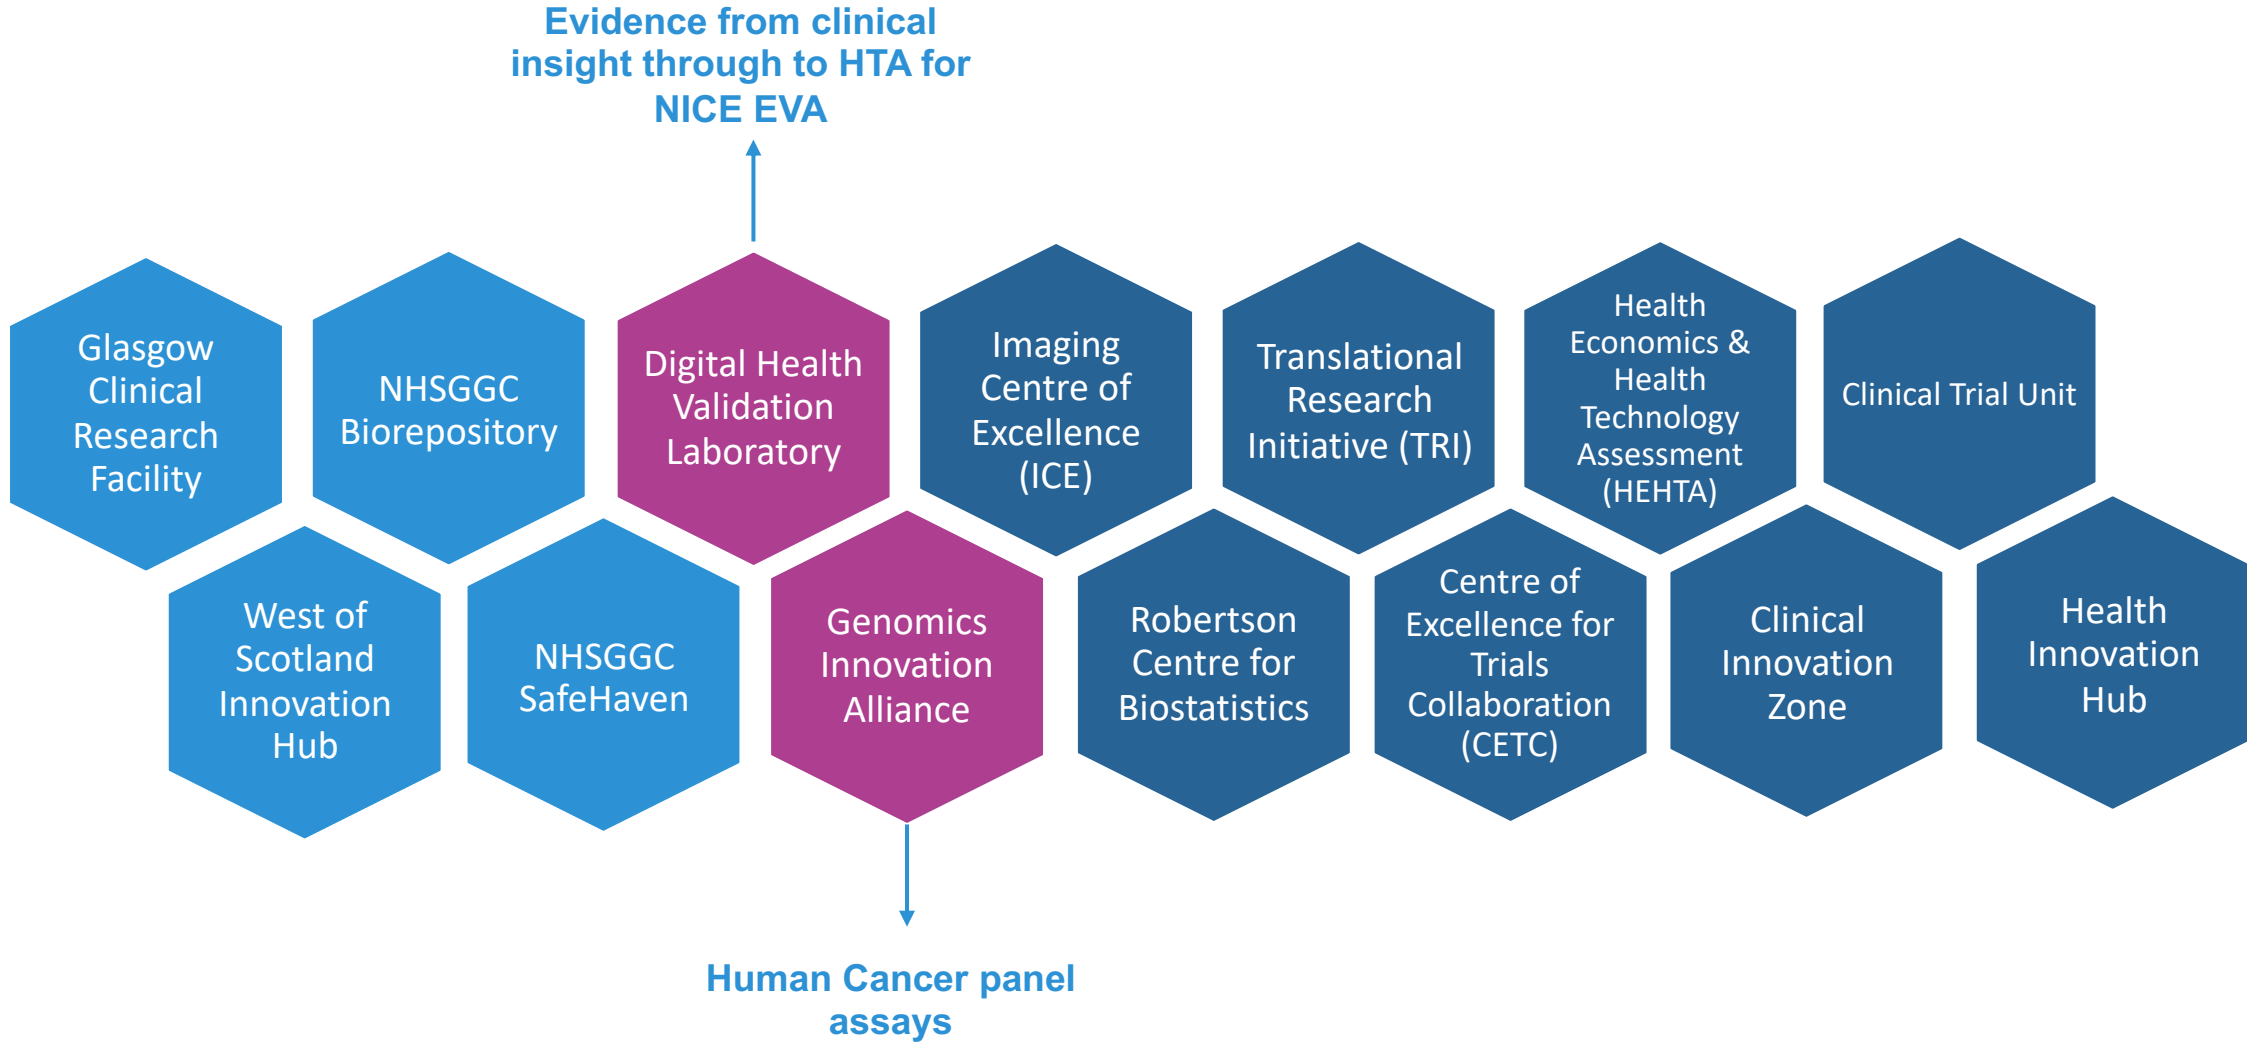 Evidence from clinical
insight through to HTA for
NICE EVA
Glasgow
Clinical
Research
Facility
NHSGGC
Biorepository
Digital Health
Validation
Laboratory
Imaging
Centre of
Excellence
(ICE)
Translational
Research
Initiative (TRI)
Health
Economics &
Health
Technology
Assessment
(HEHTA)
Clinical Trial Unit
West of
Scotland
Innovation
Hub
NHSGGC
SafeHaven
Genomics
Innovation
Alliance
Robertson
Centre for
Biostatistics
Centre of
Excellence for
Trials
Collaboration
(CETC)
Clinical
Innovation
Zone
Health
Innovation
Hub
Human Cancer panel
assays